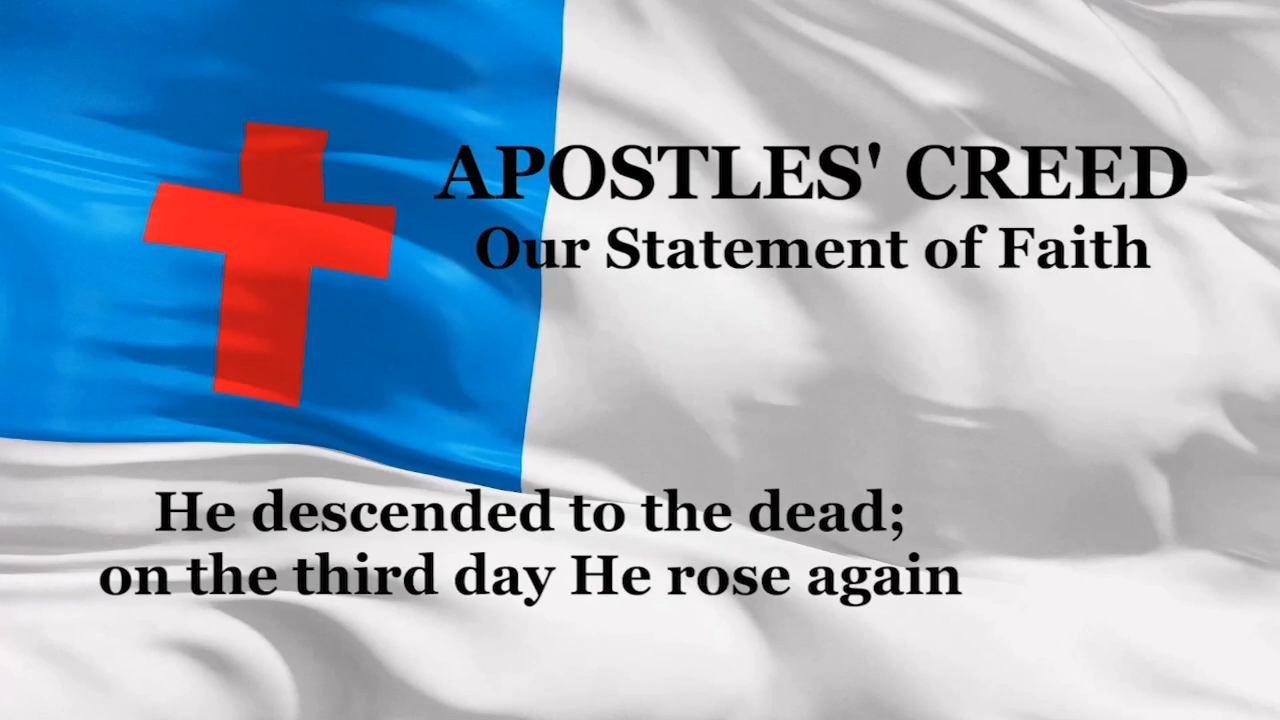 APOSTLES' CREED
Our Statement of Faith
He descended to the dead;
on the third day He rose again